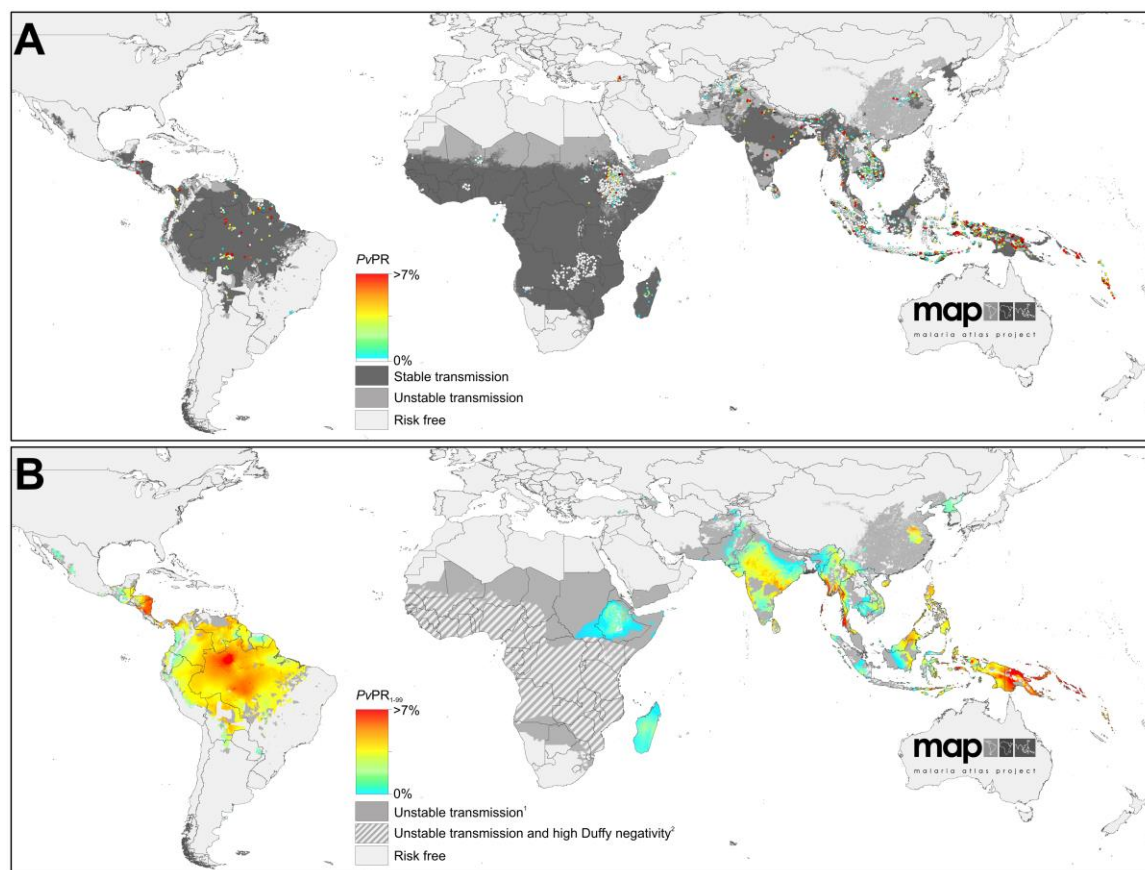 A
PvPR
>7%
0%
Stable transmission
Unstable transmission
Risk free
map
malaria atlas project
B
PvPR1-99
>7%
0%
Unstable transmission¹
Unstable transmission and high Duffy negativity²
Risk free
map
malaria atlas project